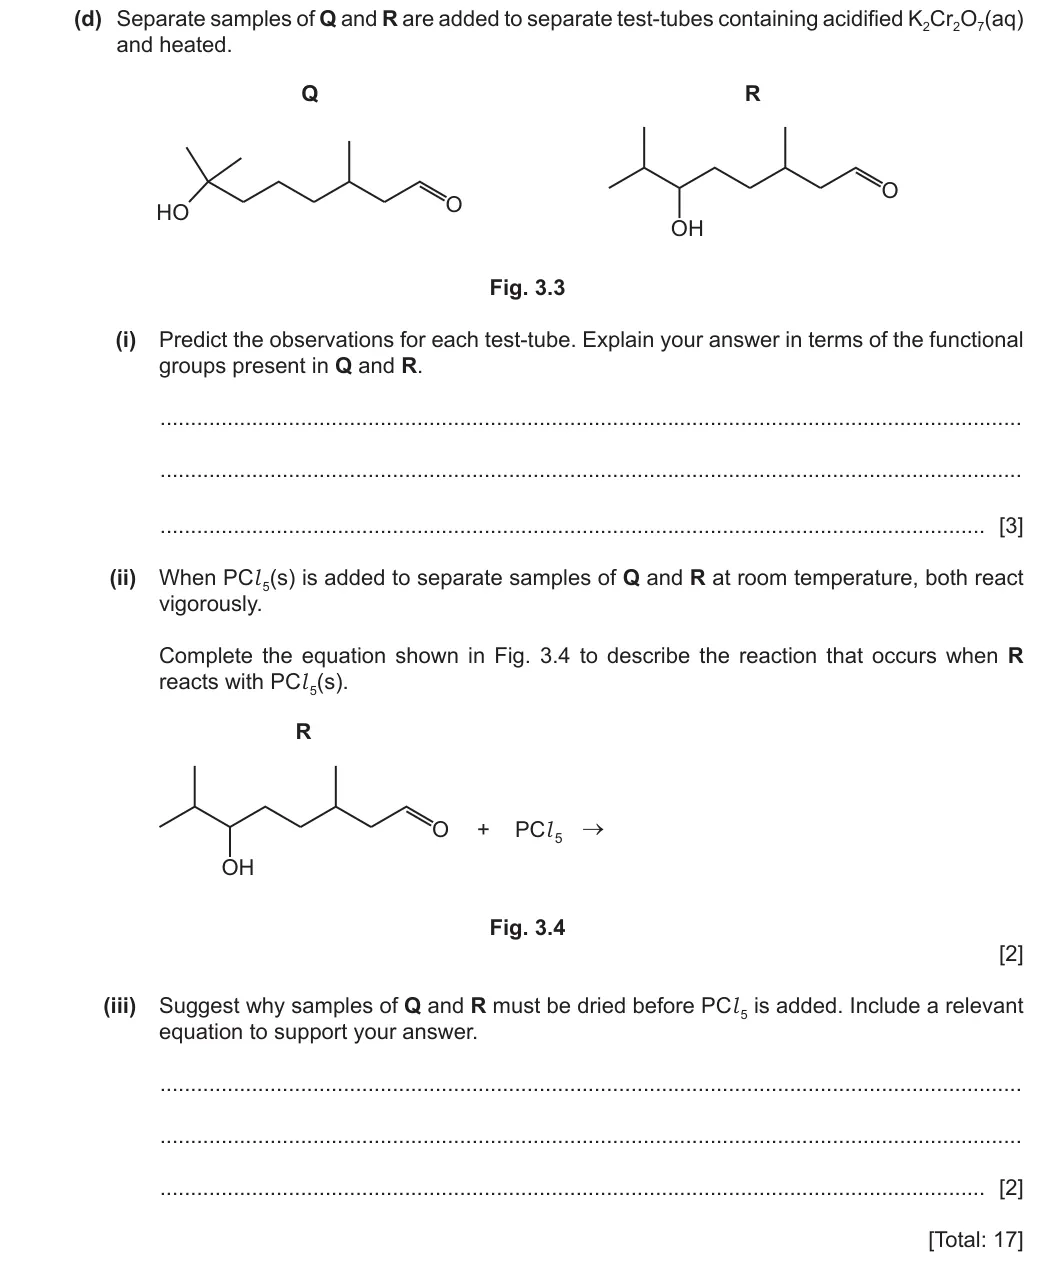 (d) Separate samples of Q and R are added to separate test-tubes containing acidified K₂Cr₂O₇(aq)
and heated.
Q
R
HO
O
O
OH
Fig. 3.3
(i) Predict the observations for each test-tube. Explain your answer in terms of the functional
groups present in Q and R.
[3]
(ii) When PCl₅(s) is added to separate samples of Q and R at room temperature, both react
vigorously.
Complete the equation shown in Fig. 3.4 to describe the reaction that occurs when R
reacts with PCl₅(s).
R
O + PCl₅ →
OH
Fig. 3.4
[2]
(iii) Suggest why samples of Q and R must be dried before PCl₅ is added. Include a relevant
equation to support your answer.
[2]
[Total: 17]